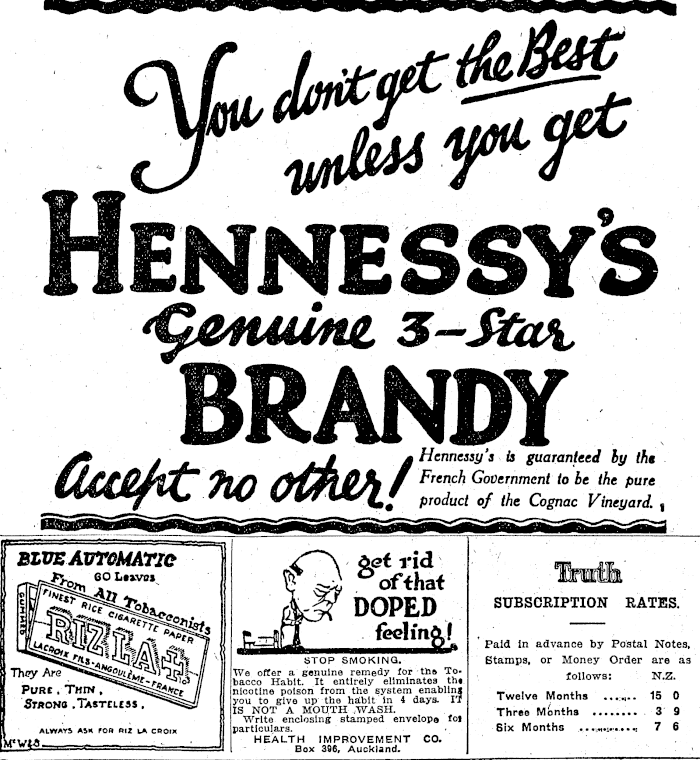 You don't get the Best
unless you get
HENNESSY'S
Genuine 3-Star
BRANDY
Accept no other!
Hennessy's is guaranteed by the
French Government to be the pure
product of the Cognac Vineyard.
BLUE AUTOMATIC
60 Leaves
From All Tobacconists
GUMMED
FINEST RICE CIGARETTE PAPER
RIZ LA +
LACROIX FILS-ANGOULÊME-FRANCE
They Are
PURE, THIN,
STRONG, TASTELESS.
ALWAYS ASK FOR RIZ LA CROIX
McW&S
get rid
of that
DOPED
feeling!
STOP SMOKING.
We offer a genuine remedy for the To-
bacco Habit. It entirely eliminates the
nicotine poison from the system enabling
you to give up the habit in 4 days. IT
IS NOT A MOUTH WASH.
Write enclosing stamped envelope for
particulars.
HEALTH IMPROVEMENT CO.
Box 396, Auckland.
Truth
SUBSCRIPTION RATES.
Paid in advance by Postal Notes,
Stamps, or Money Order are as
follows: N.Z.
Twelve Months ...... 15 0
Three Months ........ 3 9
Six Months .......... 7 6